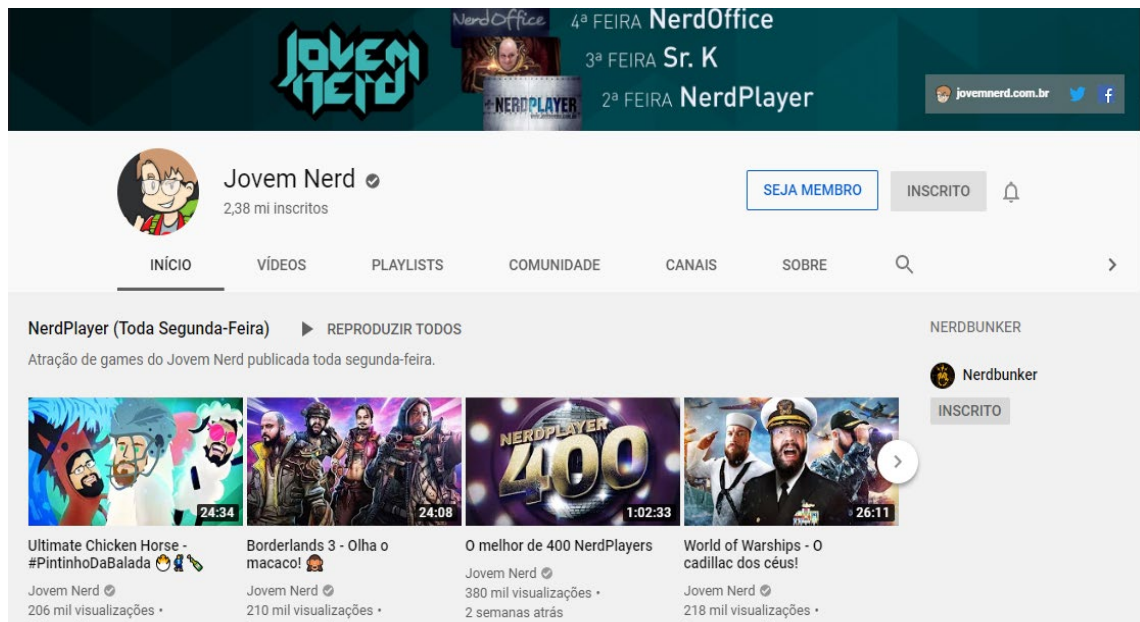 JOVEM
NERD
NerdOffice
4ª FEIRA NerdOffice
3ª FEIRA Sr. K
NERDPLAYER
2ª FEIRA NerdPlayer
jovemnerd.com.br
Jovem Nerd
2,38 mi inscritos
SEJA MEMBRO
INSCRITO
INÍCIO VÍDEOS PLAYLISTS COMUNIDADE CANAIS SOBRE
NerdPlayer (Toda Segunda-Feira) REPRODUZIR TODOS
Atração de games do Jovem Nerd publicada toda segunda-feira.
NERDBUNKER
Nerdbunker
INSCRITO
24:34
Ultimate Chicken Horse -
#PintinhoDaBalada 🐣👩‍🚀🍾
Jovem Nerd
206 mil visualizações •
24:08
Borderlands 3 - Olha o
macaco! 🙊
Jovem Nerd
210 mil visualizações •
NERDPLAYER
400
1:02:33
O melhor de 400 NerdPlayers
Jovem Nerd
380 mil visualizações •
2 semanas atrás
26:11
World of Warships - O
cadillac dos céus!
Jovem Nerd
218 mil visualizações •